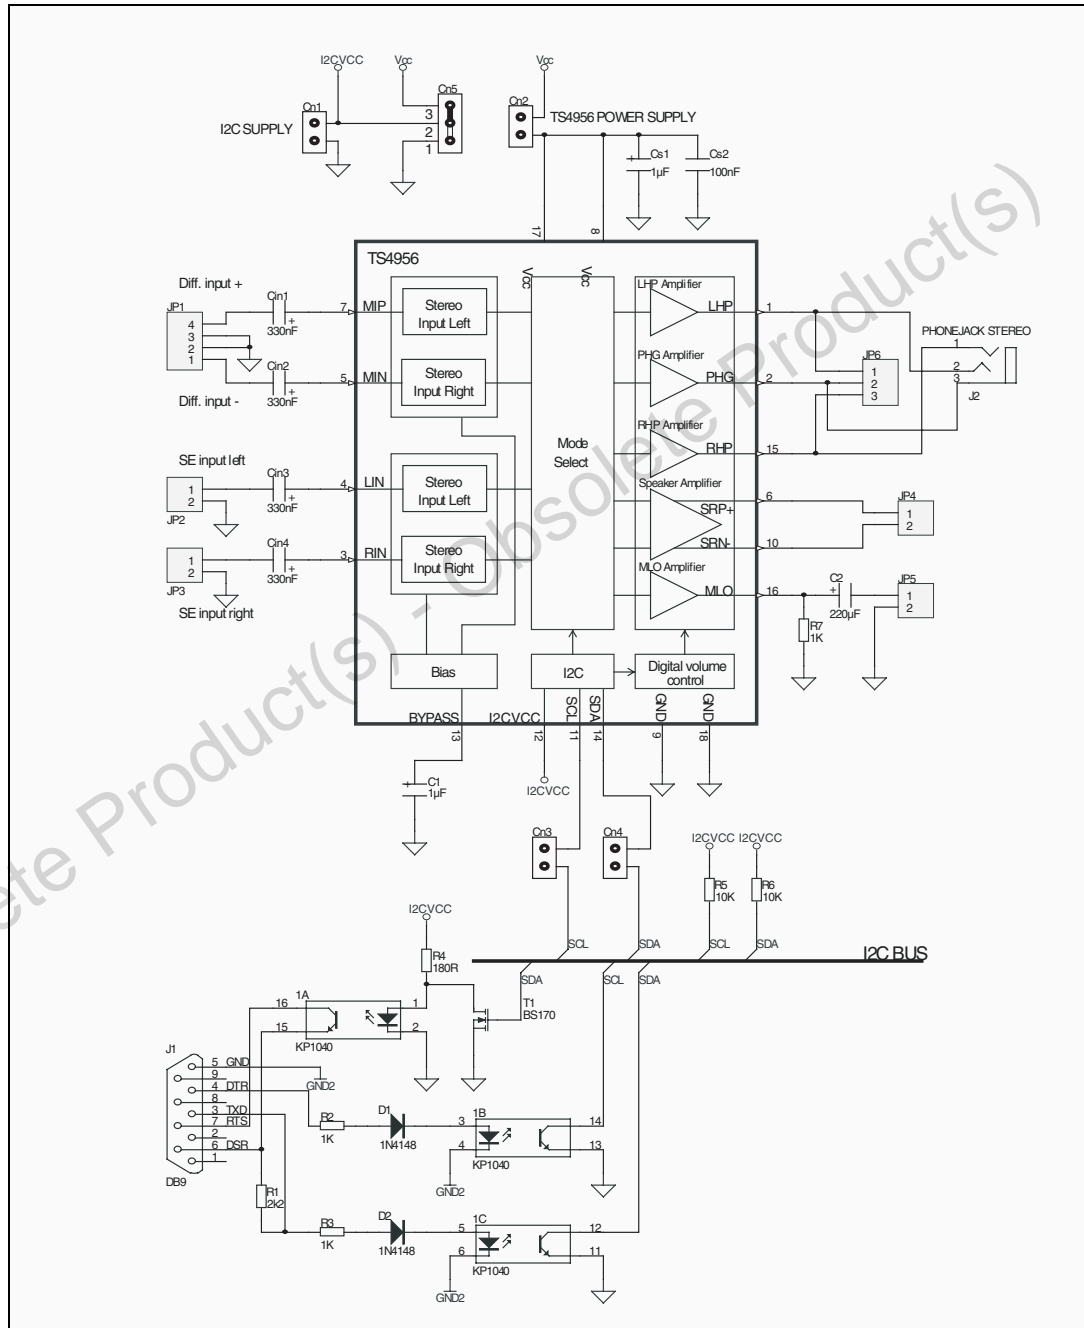 I2CVCC
Vcc
Vcc
Cn1
Cn5
Cn2
I2C SUPPLY
3
2
1
TS4956 POWER SUPPLY
Cs1
1µF
Cs2
100nF
17
8
TS4956
Vcc
Vcc
Diff. input +
JP1
4
3
2
1
Cin1
330nF
7
MIP
Stereo
Input Left
Cin2
330nF
5
MIN
Stereo
Input Right
Diff. input -
SE input left
1
2
JP2
Cin3
330nF
4
LIN
Stereo
Input Left
1
2
JP3
Cin4
330nF
3
RIN
Stereo
Input Right
SE input right
Mode
Select
LHP Amplifier
LHP
1
PHG Amplifier
PHG
2
RHP Amplifier
RHP
15
Speaker Amplifier
SRP+
6
SRN-
10
MLO Amplifier
MLO
16
PHONEJACK STEREO
1
2
3
J2
JP6
1
2
3
JP4
1
2
C2
220µF
JP5
1
2
R7
1K
Bias
I2C
Digital volume
control
BYPASS
I2CVCC
SCL
SDA
GND
GND
13
12
11
14
9
18
C1
1µF
I2CVCC
Cn3
Cn4
I2CVCC
I2CVCC
R5
10K
R6
10K
SCL
SDA
SCL
SDA
I2C BUS
I2CVCC
R4
180R
SDA
SCL
SDA
T1
BS170
1A
16
15
1
2
KP1040
J1
5
GND
9
4
DTR
8
3
TXD
7
RTS
2
6
DSR
1
DB9
GND2
R2
1K
D1
1N4148
1B
3
4
14
13
KP1040
GND2
R1
2k2
R3
1K
D2
1N4148
1C
5
6
12
11
KP1040
GND2
Obsolete Product(s) - Obsolete Product(s)